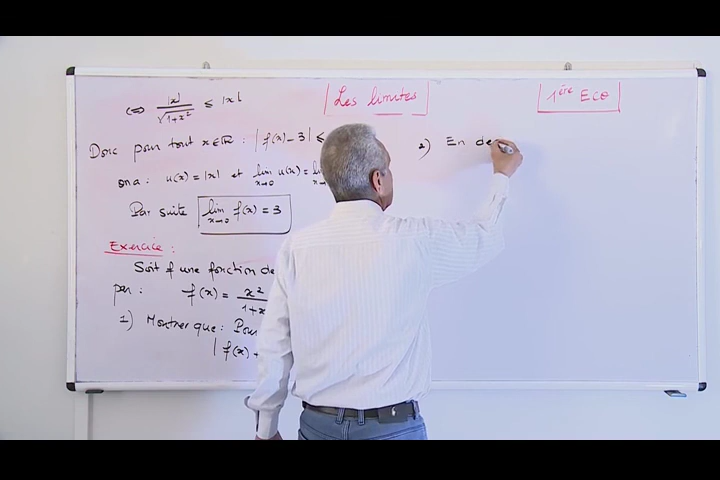 Les limites
1ère Eco
<=> |x| / √1+x² ≤ |x|
Donc pour tout x∈ℝ : | f(x) - 3| ≤
on a : u(x) = |x| et lim x→0 u(x) = lim x→
Par suite lim x→0 f(x) = 3
Exercice :
Soit f une fonction de
par : f(x) = x² / 1+x
1) Montrer que : Pour
| f(x) +
2) En de